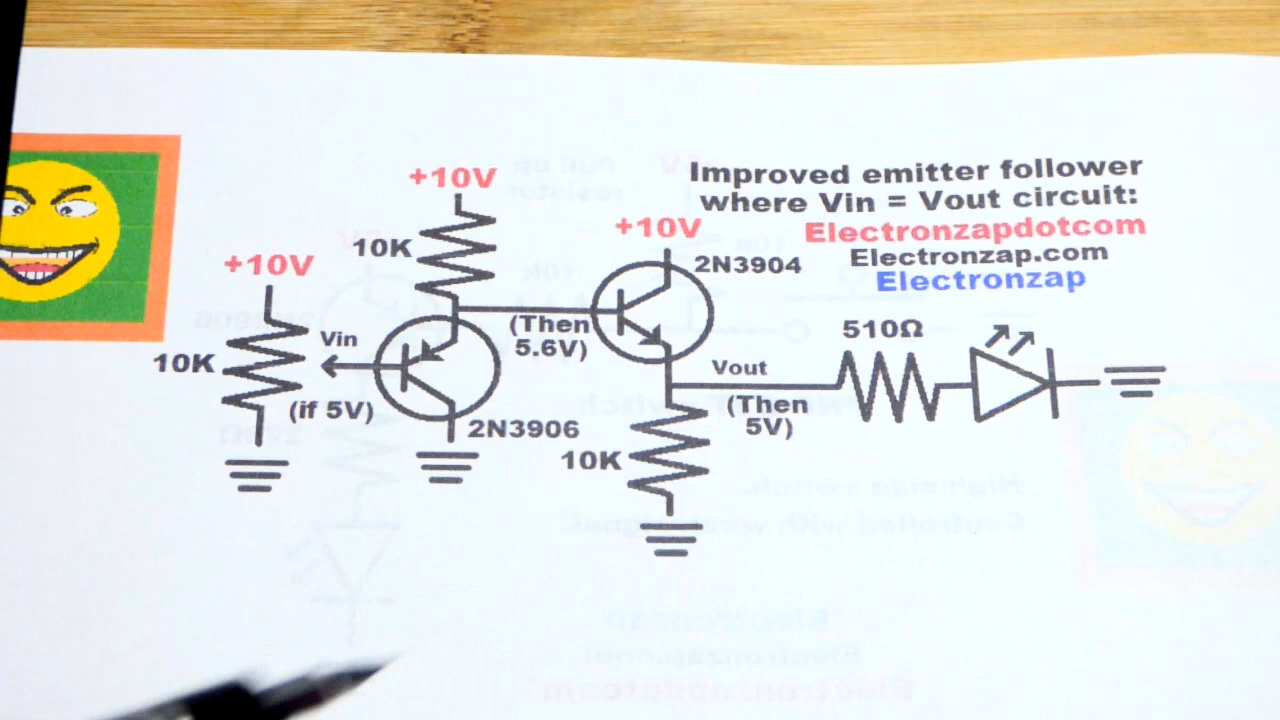 Improved emitter follower
where Vin = Vout circuit:
Electronzapdotcom
Electronzap.com
Electronzap
+10V
+10V
+10V
10K
2N3904
10K
Vin
(if 5V)
(Then
5.6V)
2N3906
510Ω
Vout
(Then
5V)
10K